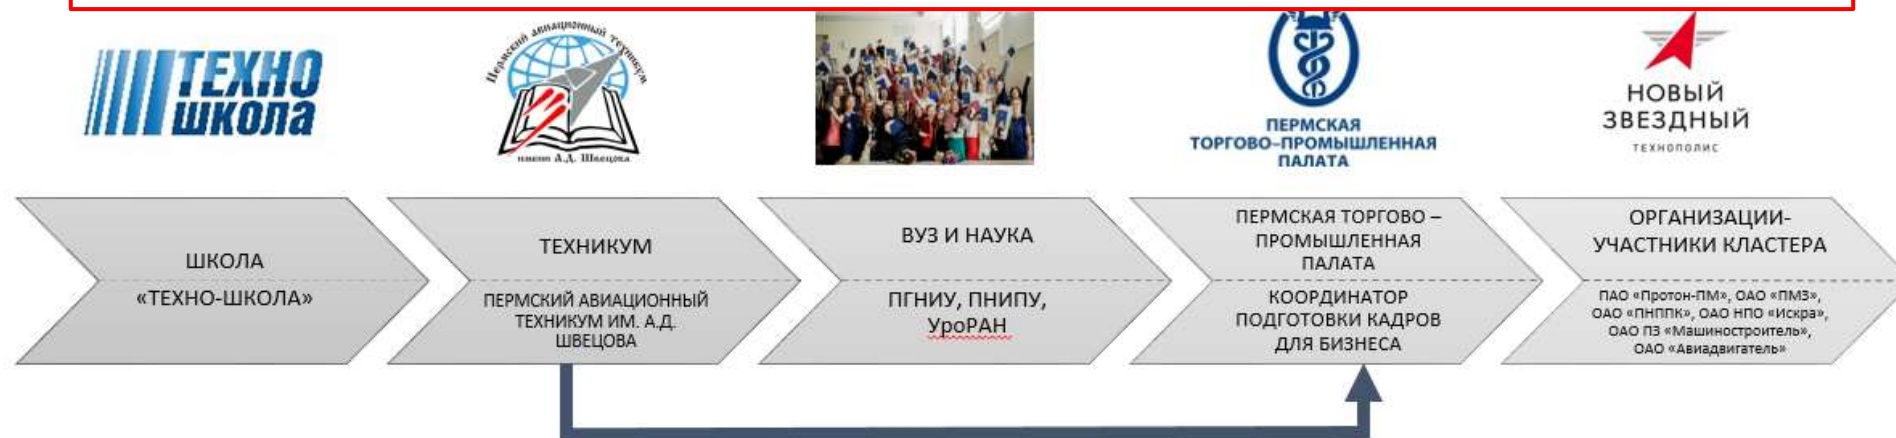 ТЕХНО
ШКОЛА
Пермский авиационный техникум
имени А.Д. Швецова
ПЕРМСКАЯ
ТОРГОВО-ПРОМЫШЛЕННАЯ
ПАЛАТА
НОВЫЙ
ЗВЕЗДНЫЙ
ТЕХНОПОЛИС
ШКОЛА
«ТЕХНО-ШКОЛА»
ТЕХНИКУМ
ПЕРМСКИЙ АВИАЦИОННЫЙ
ТЕХНИКУМ ИМ. А.Д.
ШВЕЦОВА
ВУЗ И НАУКА
ПГНИУ, ПНИПУ,
УроРАН
ПЕРМСКАЯ ТОРГОВО –
ПРОМЫШЛЕННАЯ
ПАЛАТА
КООРДИНАТОР
ПОДГОТОВКИ КАДРОВ
ДЛЯ БИЗНЕСА
ОРГАНИЗАЦИИ-
УЧАСТНИКИ КЛАСТЕРА
ПАО «Протон-ПМ», ОАО «ПМЗ»,
ОАО «ПНППК», ОАО НПО «Искра»,
ОАО ПЗ «Машиностроитель»,
ОАО «Авиадвигатель»